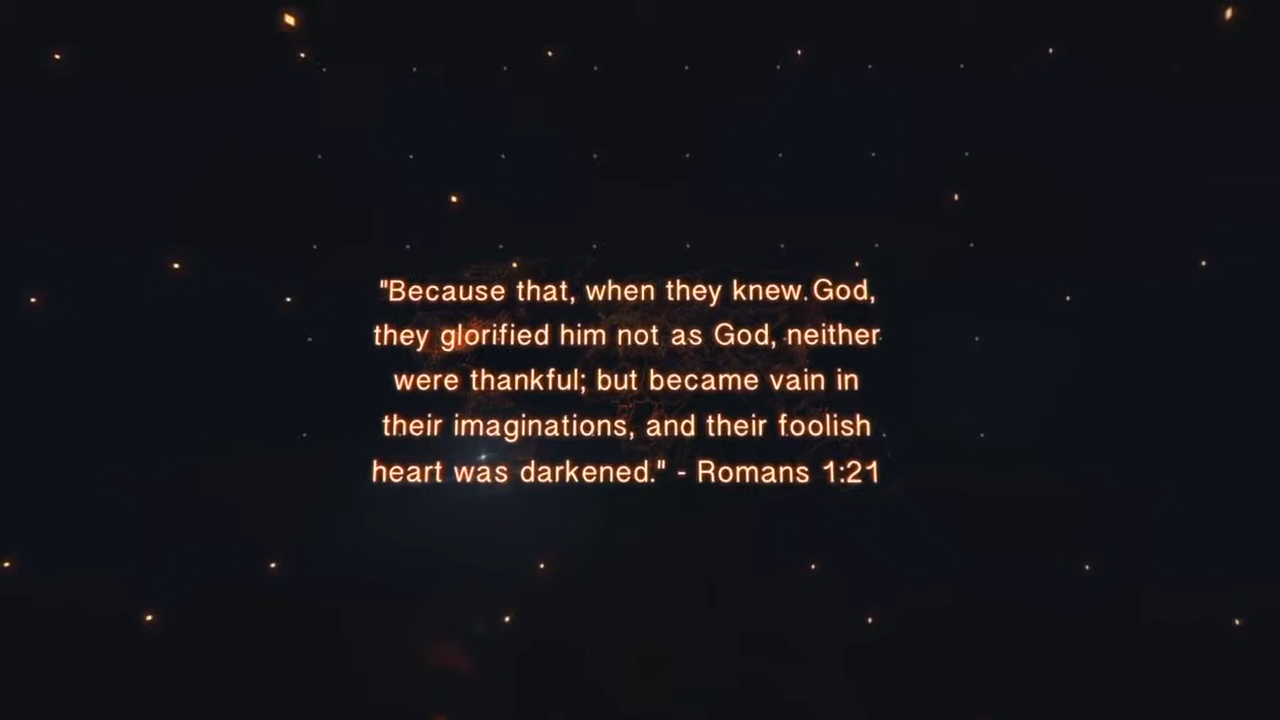 "Because that, when they knew God,
they glorified him not as God, neither
were thankful; but became vain in
their imaginations, and their foolish
heart was darkened." - Romans 1:21